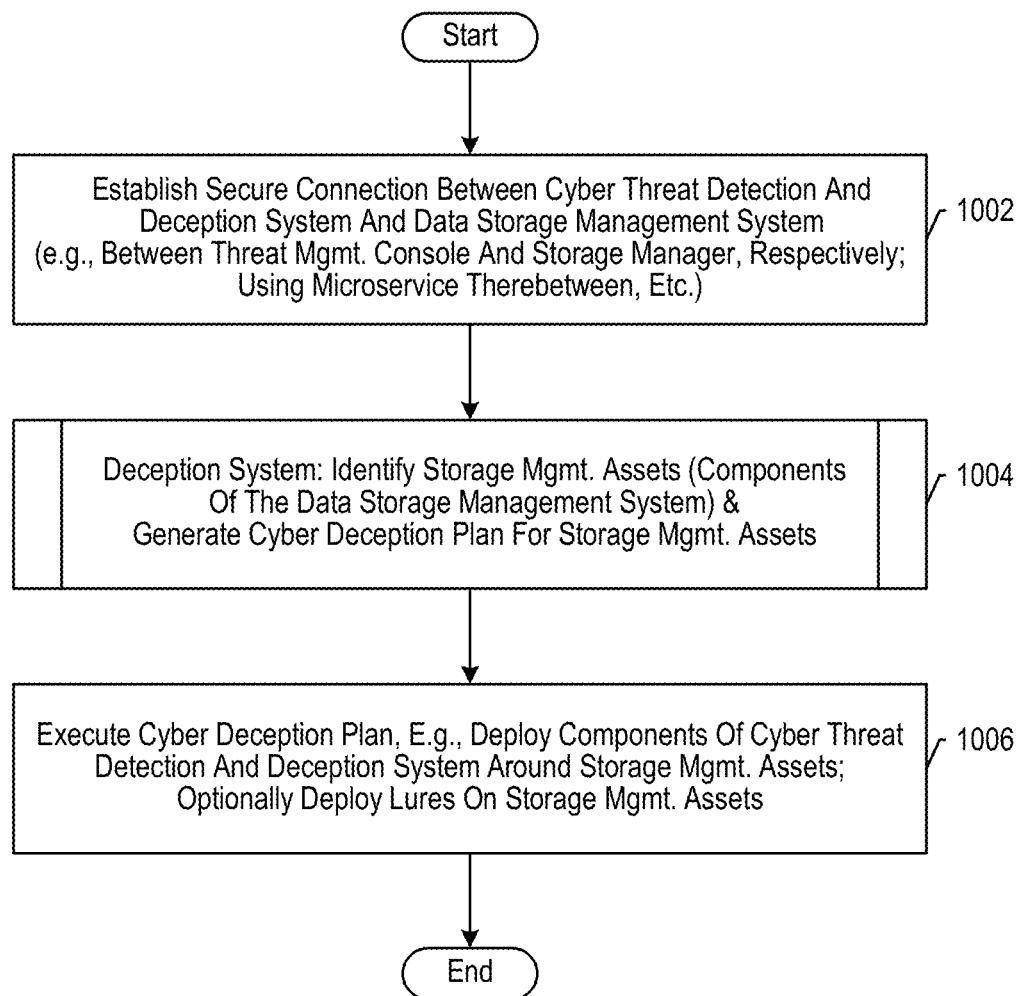 Start
Establish Secure Connection Between Cyber Threat Detection And
Deception System And Data Storage Management System
(e.g., Between Threat Mgmt. Console And Storage Manager, Respectively;
Using Microservice Therebetween, Etc.)
1002
Deception System: Identify Storage Mgmt. Assets (Components
Of The Data Storage Management System) &
Generate Cyber Deception Plan For Storage Mgmt. Assets
1004
Execute Cyber Deception Plan, E.g., Deploy Components Of Cyber Threat
Detection And Deception System Around Storage Mgmt. Assets;
Optionally Deploy Lures On Storage Mgmt. Assets
1006
End